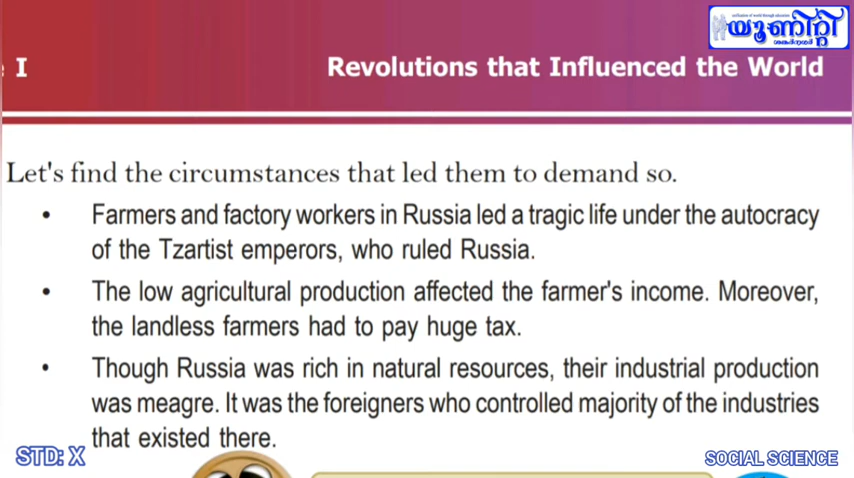 യൂണിറ്റി
e I
Revolutions that Influenced the World
Let's find the circumstances that led them to demand so.
• Farmers and factory workers in Russia led a tragic life under the autocracy
of the Tzartist emperors, who ruled Russia.
• The low agricultural production affected the farmer's income. Moreover,
the landless farmers had to pay huge tax.
• Though Russia was rich in natural resources, their industrial production
was meagre. It was the foreigners who controlled majority of the industries
that existed there.
STD: X
SOCIAL SCIENCE